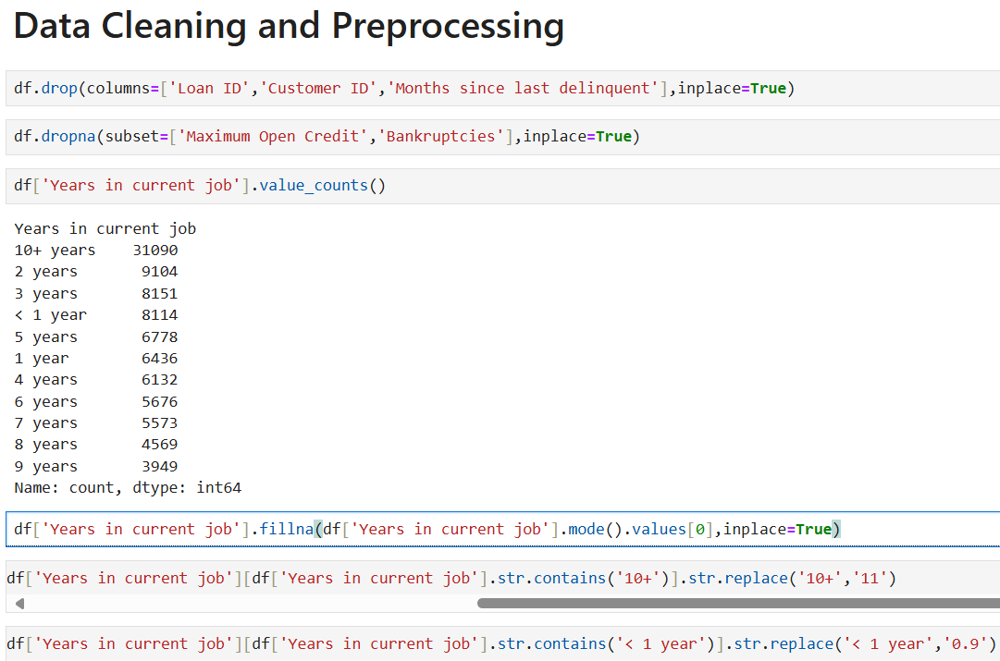 Data Cleaning and Preprocessing
df.drop(columns=['Loan ID','Customer ID','Months since last delinquent'],inplace=True)
df.dropna(subset=['Maximum Open Credit','Bankruptcies'],inplace=True)
df['Years in current job'].value_counts()
Years in current job
10+ years    31090
2 years       9104
3 years       8151
< 1 year      8114
5 years       6778
1 year        6436
4 years       6132
6 years       5676
7 years       5573
8 years       4569
9 years       3949
Name: count, dtype: int64
df['Years in current job'].fillna(df['Years in current job'].mode().values[0],inplace=True)
df['Years in current job'][df['Years in current job'].str.contains('10+')].str.replace('10+','11')
df['Years in current job'][df['Years in current job'].str.contains('< 1 year')].str.replace('< 1 year','0.9')